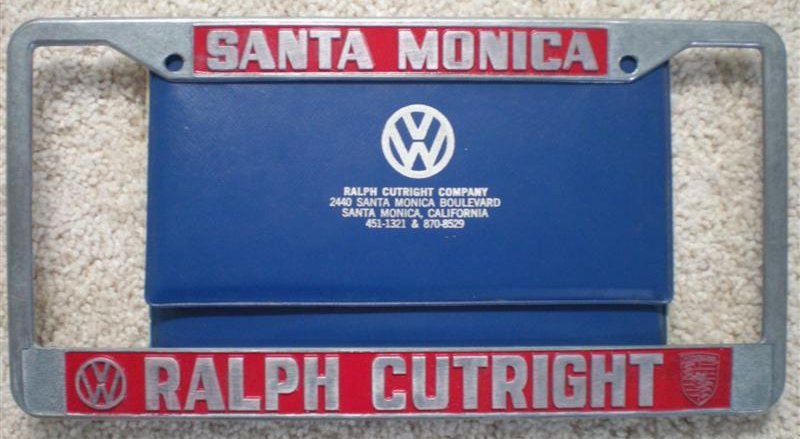 SANTA MONICA
RALPH CUTRIGHT COMPANY
2440 SANTA MONICA BOULEVARD
SANTA MONICA, CALIFORNIA
451-1321 & 870-8529
RALPH CUTRIGHT